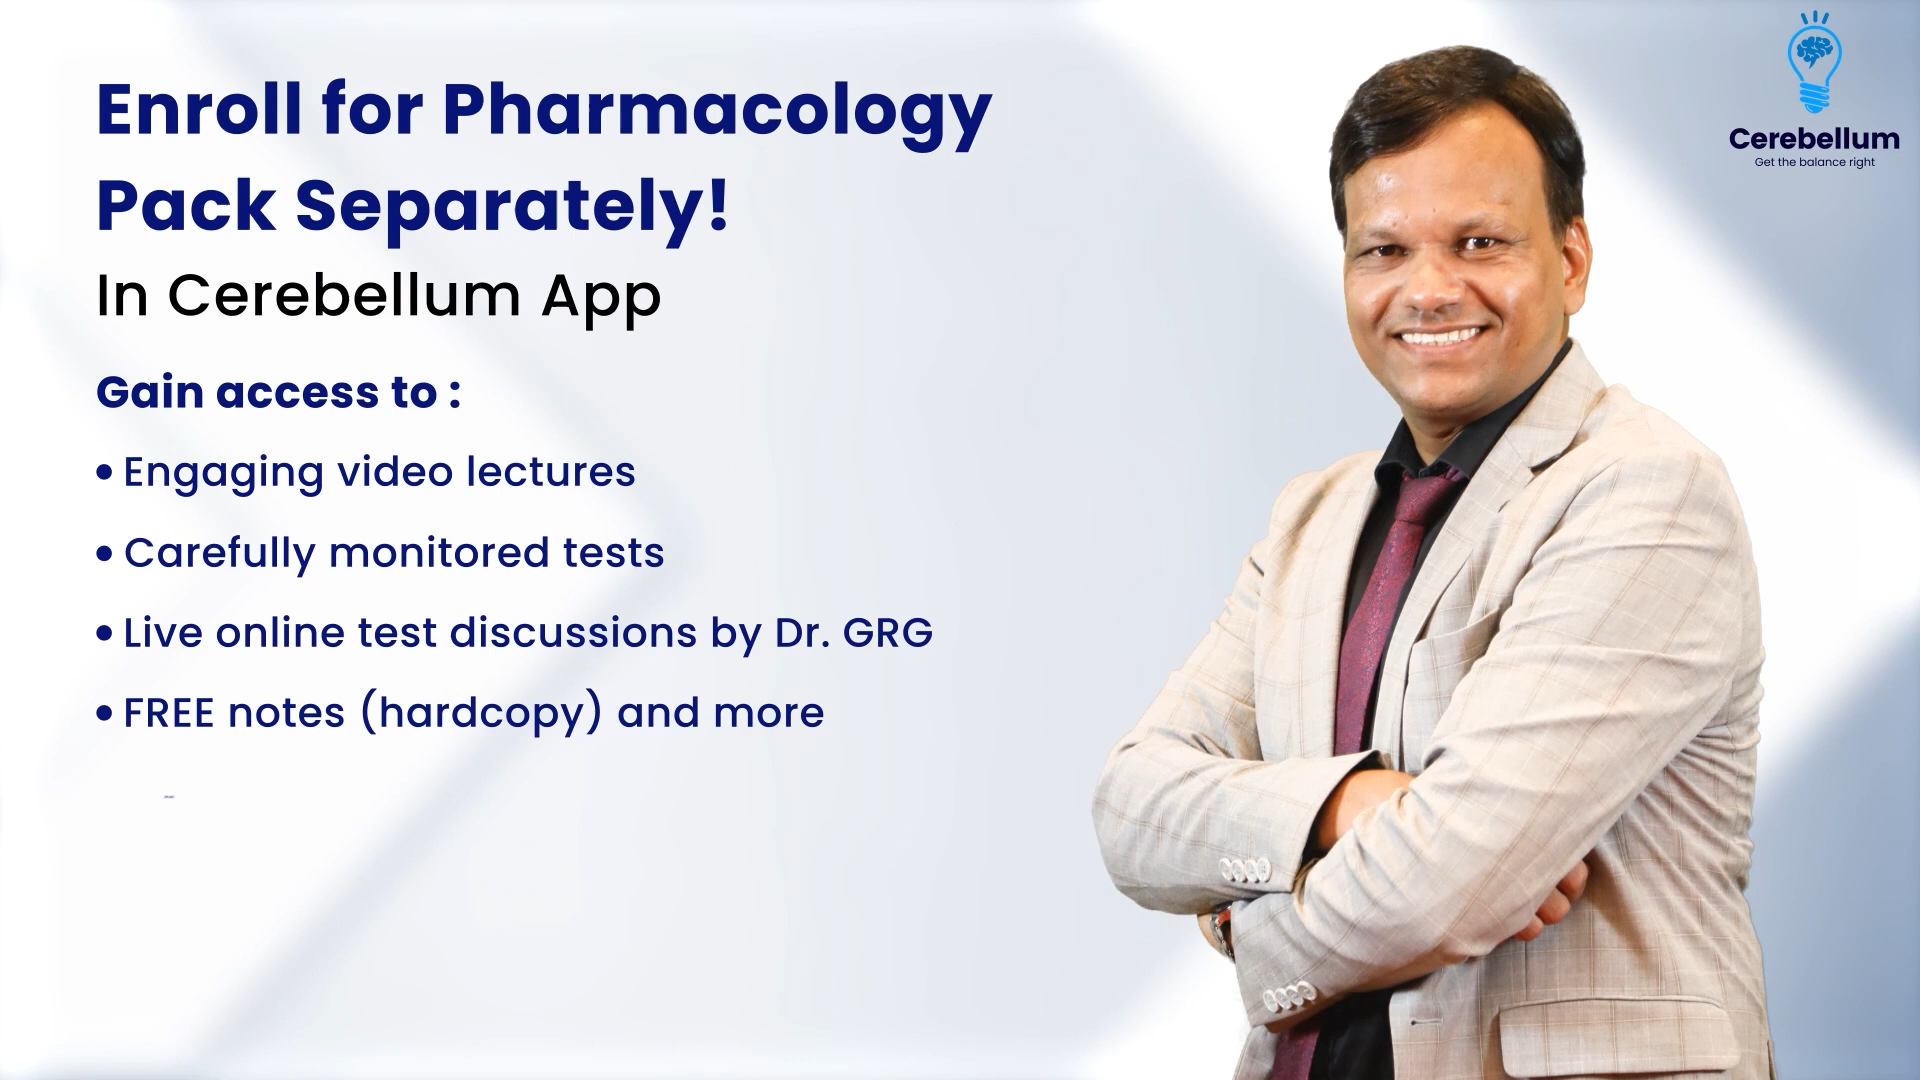 Enroll for Pharmacology
Pack Separately!
In Cerebellum App
Gain access to :
• Engaging video lectures
• Carefully monitored tests
• Live online test discussions by Dr. GRG
• FREE notes (hardcopy) and more
Cerebellum
Get the balance right